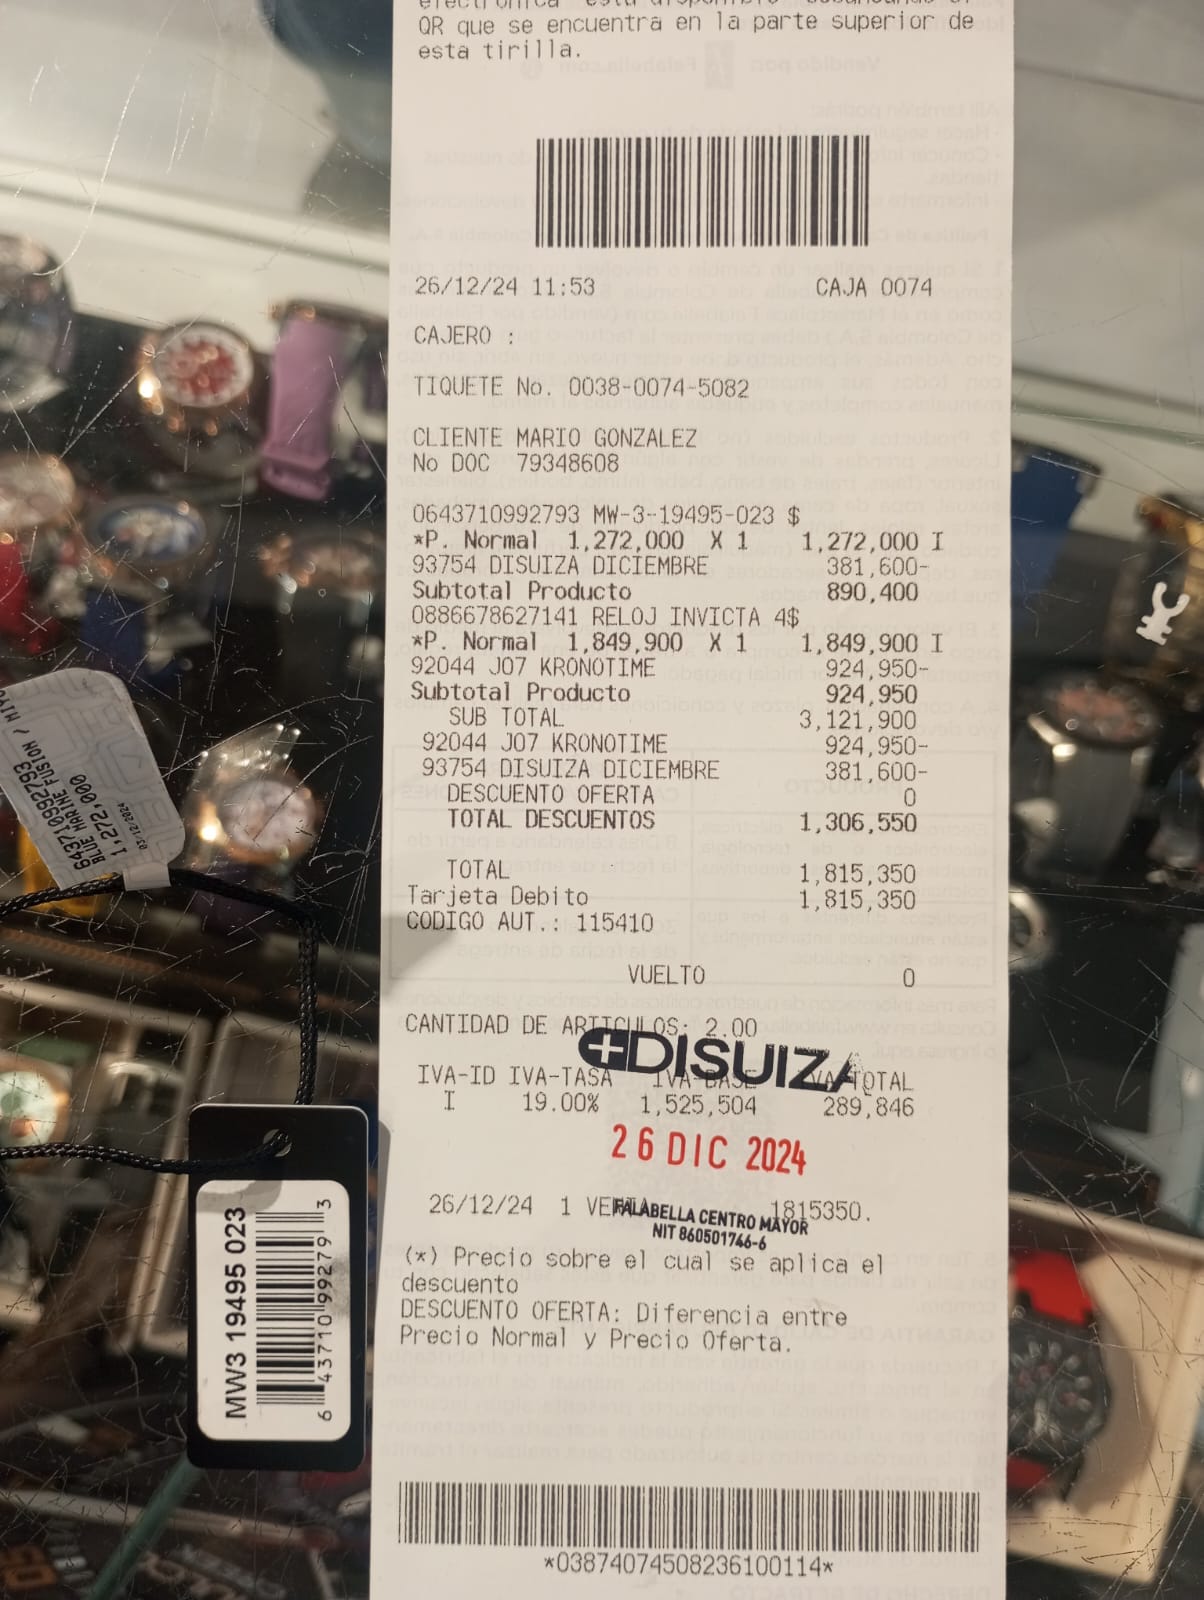 QR que se encuentra en la parte superior de
esta tirilla.
26/12/24 11:53 CAJA 0074
CAJERO :
TIQUETE No. 0038-0074-5082
CLIENTE MARIO GONZALEZ
No DOC 79348608
0643710992793 MW-3-19495-023 $
*P. Normal 1,272,000 X 1 1,272,000 I
93754 DISUIZA DICIEMBRE 381,600-
Subtotal Producto 890,400
0886678627141 RELOJ INVICTA 4$
*P. Normal 1,849,900 X 1 1,849,900 I
92044 J07 KRONOTIME 924,950-
Subtotal Producto 924,950
SUB TOTAL 3,121,900
92044 J07 KRONOTIME 924,950-
93754 DISUIZA DICIEMBRE 381,600-
DESCUENTO OFERTA 0
TOTAL DESCUENTOS 1,306,550
TOTAL 1,815,350
Tarjeta Debito 1,815,350
CODIGO AUT.: 115410
VUELTO 0
CANTIDAD DE ARTICULOS: 2.00
DISUIZA
IVA-ID IVA-TASA IVA-BASE IVA-TOTAL
I 19.00% 1,525,504 289,846
26 DIC 2024
26/12/24 1 VENTA 1815350.
FALABELLA CENTRO MAYOR
NIT 860501746-6
(*) Precio sobre el cual se aplica el
descuento
DESCUENTO OFERTA: Diferencia entre
Precio Normal y Precio Oferta.
*03874074508236100114*
643710992793
BLUE MARINE FUSION /
1,272,000
03/12/2024
MW3 19495 023
6 43710 99279 3